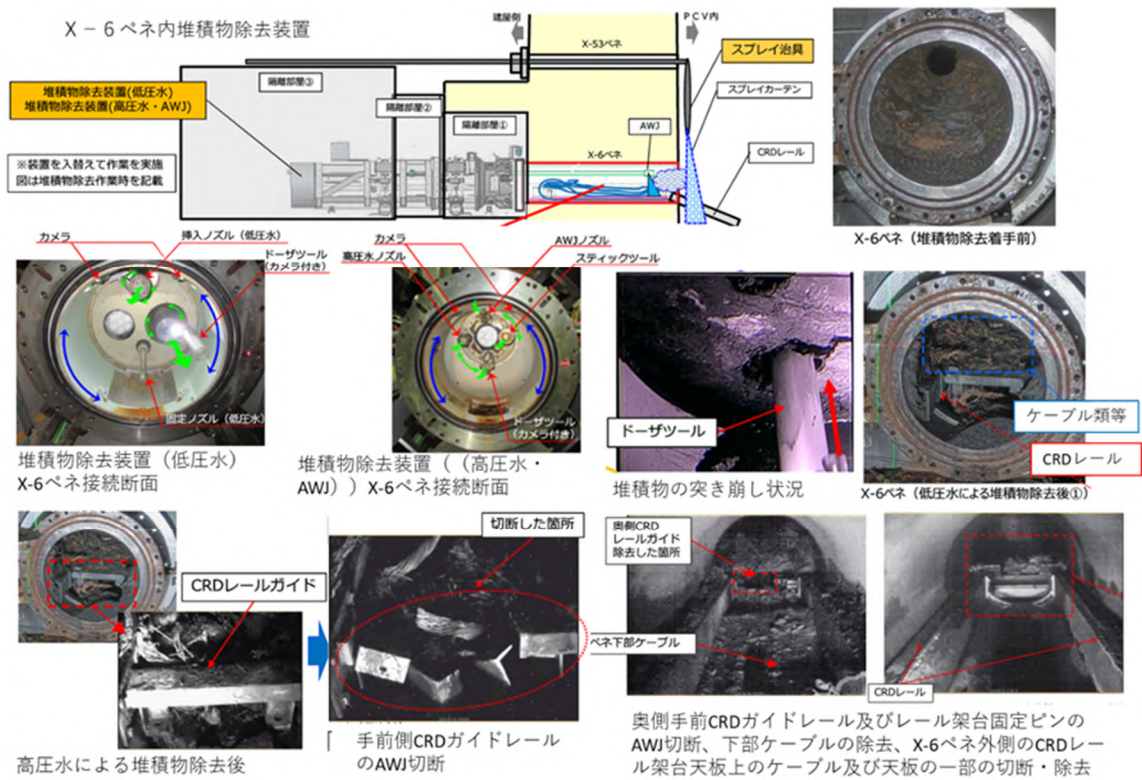 X－6ペネ内堆積物除去装置
建屋側
PCV内
X-53ペネ
スプレイ治具
スプレイカーテン
隔離部屋③
隔離部屋②
隔離部屋①
堆積物除去装置(低圧水)
堆積物除去装置(高圧水・AWJ)
AWJ
X-6ペネ
CRDレール
※装置を入替えて作業を実施
図は堆積物除去作業時を記載
X-6ペネ（堆積物除去着手前）
カメラ
挿入ノズル（低圧水）
ドーザツール
（カメラ付き）
固定ノズル（低圧水）
堆積物除去装置（低圧水）
X-6ペネ接続断面
カメラ
AWJノズル
高圧水ノズル
スティックツール
ドーザツール
（カメラ付き）
堆積物除去装置（（高圧水・
AWJ））X-6ペネ接続断面
ドーザツール
堆積物の突き崩し状況
ケーブル類等
CRDレール
X-6ペネ（低圧水による堆積物除去後①）
CRDレールガイド
高圧水による堆積物除去後
切断した箇所
「　手前側CRDガイドレール
のAWJ切断
奥側CRD
レールガイド
除去した箇所
ペネ下部ケーブル
CRDレール
奥側手前CRDガイドレール及びレール架台固定ピンの
AWJ切断、下部ケーブルの除去、X-6ペネ外側のCRDレー
ル架台天板上のケーブル及び天板の一部の切断・除去